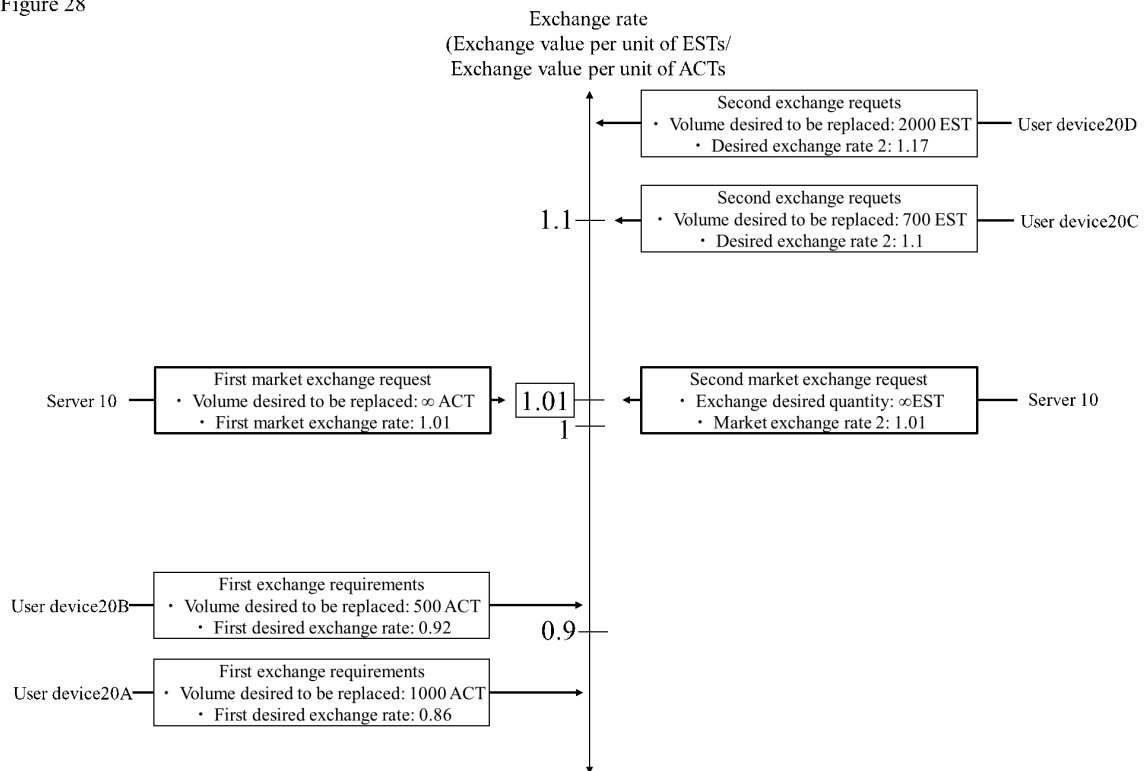 Figure 28
Exchange rate
(Exchange value per unit of ESTs/
Exchange value per unit of ACTs
Second exchange requets
・ Volume desired to be replaced: 2000 EST
・ Desired exchange rate 2: 1.17
User device20D
Second exchange requets
・ Volume desired to be replaced: 700 EST
・ Desired exchange rate 2: 1.1
User device20C
1.1
Server 10
First market exchange request
・ Volume desired to be replaced: ∞ ACT
・ First market exchange rate: 1.01
1.01
1
Second market exchange request
・ Exchange desired quantity: ∞EST
・ Market exchange rate 2: 1.01
Server 10
User device20B
First exchange requirements
・ Volume desired to be replaced: 500 ACT
・ First desired exchange rate: 0.92
0.9
User device20A
First exchange requirements
・ Volume desired to be replaced: 1000 ACT
・ First desired exchange rate: 0.86